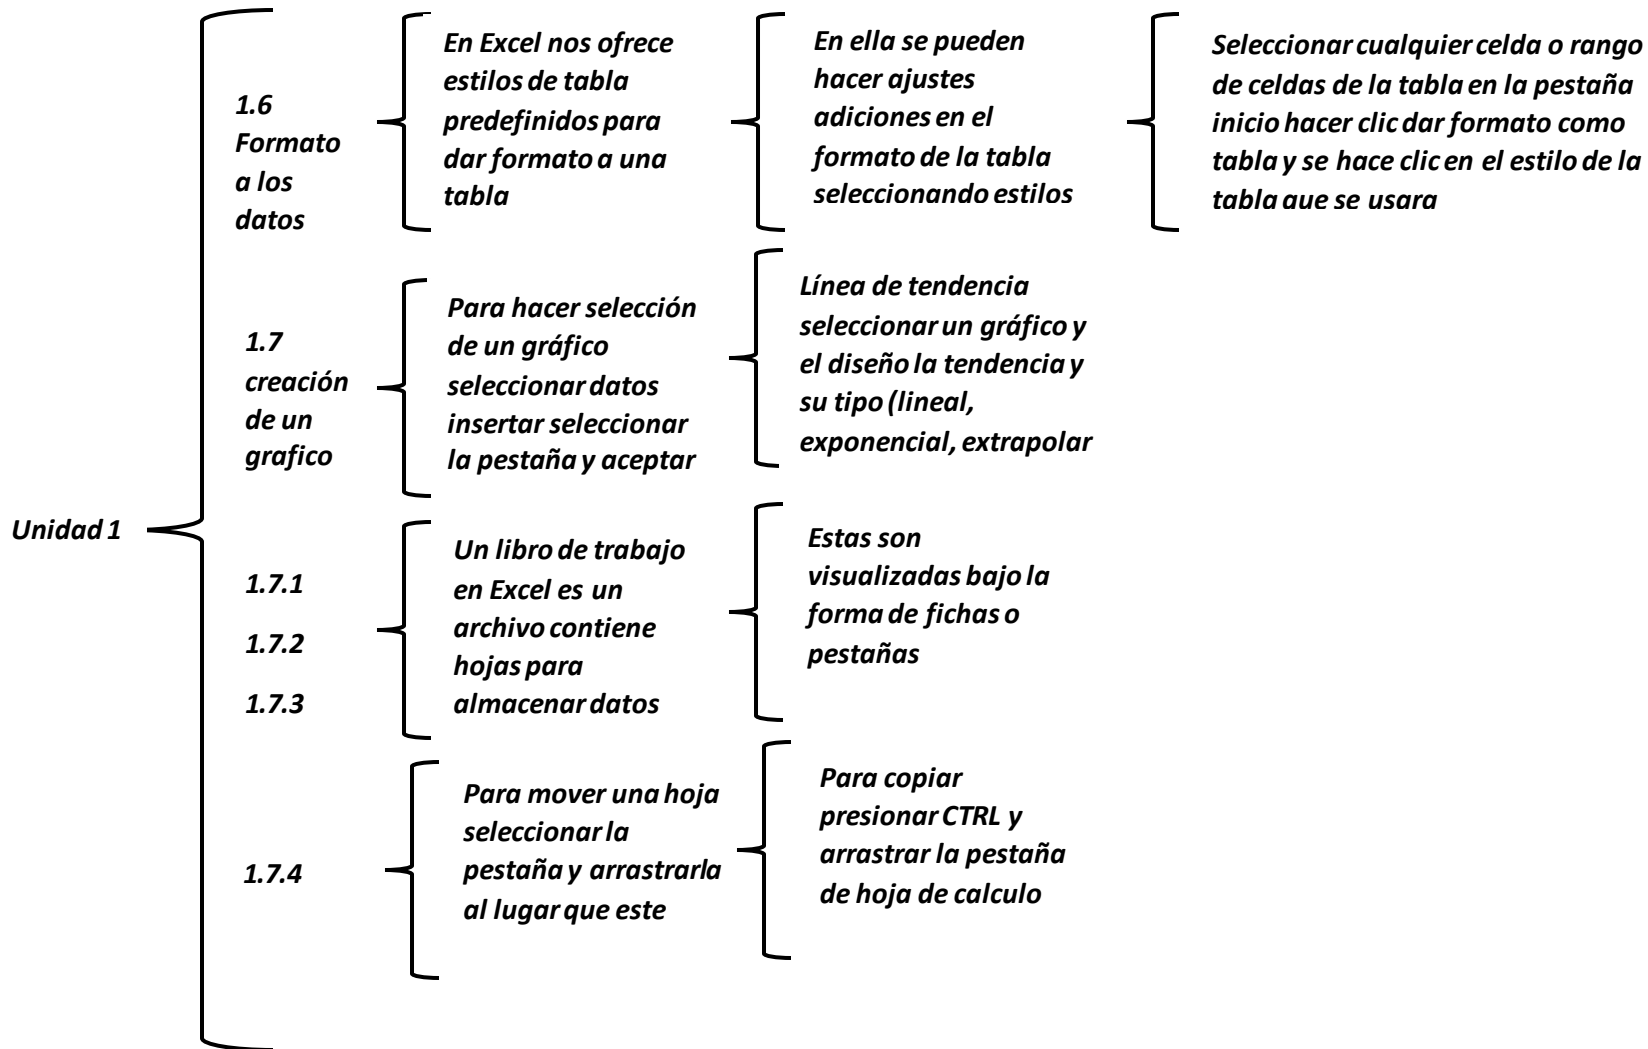 Unidad 1
1.6
Formato
a los
datos
En Excel nos ofrece
estilos de tabla
predefinidos para
dar formato a una
tabla
En ella se pueden
hacer ajustes
adiciones en el
formato de la tabla
seleccionando estilos
Seleccionar cualquier celda o rango
de celdas de la tabla en la pestaña
inicio hacer clic dar formato como
tabla y se hace clic en el estilo de la
tabla que se usara
1.7
creación
de un
grafico
Para hacer selección
de un gráfico
seleccionar datos
insertar seleccionar
la pestaña y aceptar
Línea de tendencia
seleccionar un gráfico y
el diseño la tendencia y
su tipo (lineal,
exponencial, extrapolar
1.7.1
1.7.2
1.7.3
Un libro de trabajo
en Excel es un
archivo contiene
hojas para
almacenar datos
Estas son
visualizadas bajo la
forma de fichas o
pestañas
1.7.4
Para mover una hoja
seleccionar la
pestaña y arrastrarla
al lugar que este
Para copiar
presionar CTRL y
arrastrar la pestaña
de hoja de calculo